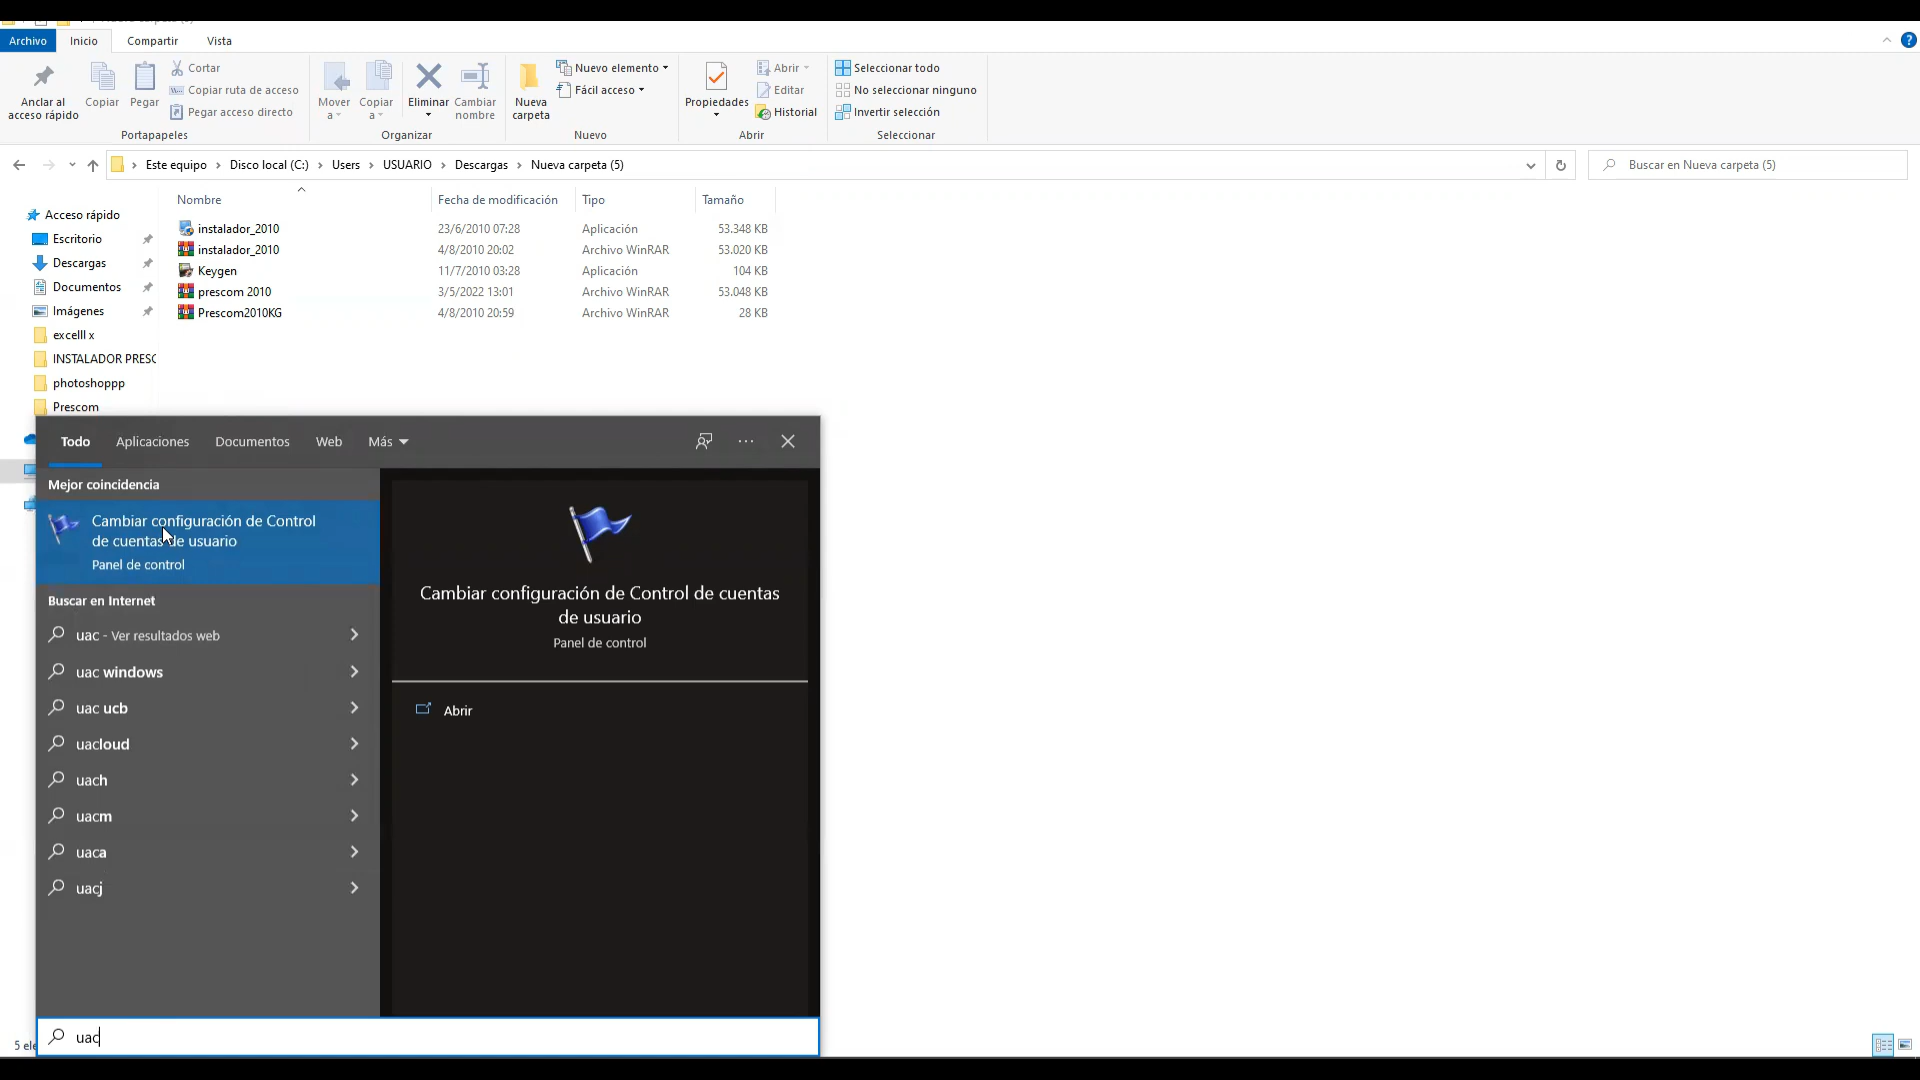 Archivo Inicio Compartir Vista
Anclar al acceso rápido
Copiar
Pegar
Cortar
Copiar ruta de acceso
Pegar acceso directo
Portapapeles
Mover a
Copiar a
Eliminar
Cambiar nombre
Organizar
Nueva carpeta
Nuevo elemento
Fácil acceso
Nuevo
Propiedades
Abrir
Editar
Historial
Abrir
Seleccionar todo
No seleccionar ninguno
Invertir selección
Seleccionar
Este equipo Disco local (C:) Users USUARIO Descargas Nueva carpeta (5)
Buscar en Nueva carpeta (5)
Nombre Fecha de modificación Tipo Tamaño
instalador_2010 23/6/2010 07:28 Aplicación 53.348 KB
instalador_2010 4/8/2010 20:02 Archivo WinRAR 53.020 KB
Keygen 11/7/2010 03:28 Aplicación 104 KB
prescom 2010 3/5/2022 13:01 Archivo WinRAR 53.048 KB
Prescom2010KG 4/8/2010 20:59 Archivo WinRAR 28 KB
Acceso rápido
Escritorio
Descargas
Documentos
Imágenes
excelll x
INSTALADOR PRESC
photoshoppp
Prescom
Todo Aplicaciones Documentos Web Más
Mejor coincidencia
Cambiar configuración de Control
de cuentas de usuario
Panel de control
Buscar en Internet
uac - Ver resultados web
uac windows
uac ucb
uacloud
uach
uacm
uaca
uacj
Cambiar configuración de Control de cuentas
de usuario
Panel de control
Abrir
uac
5 ele